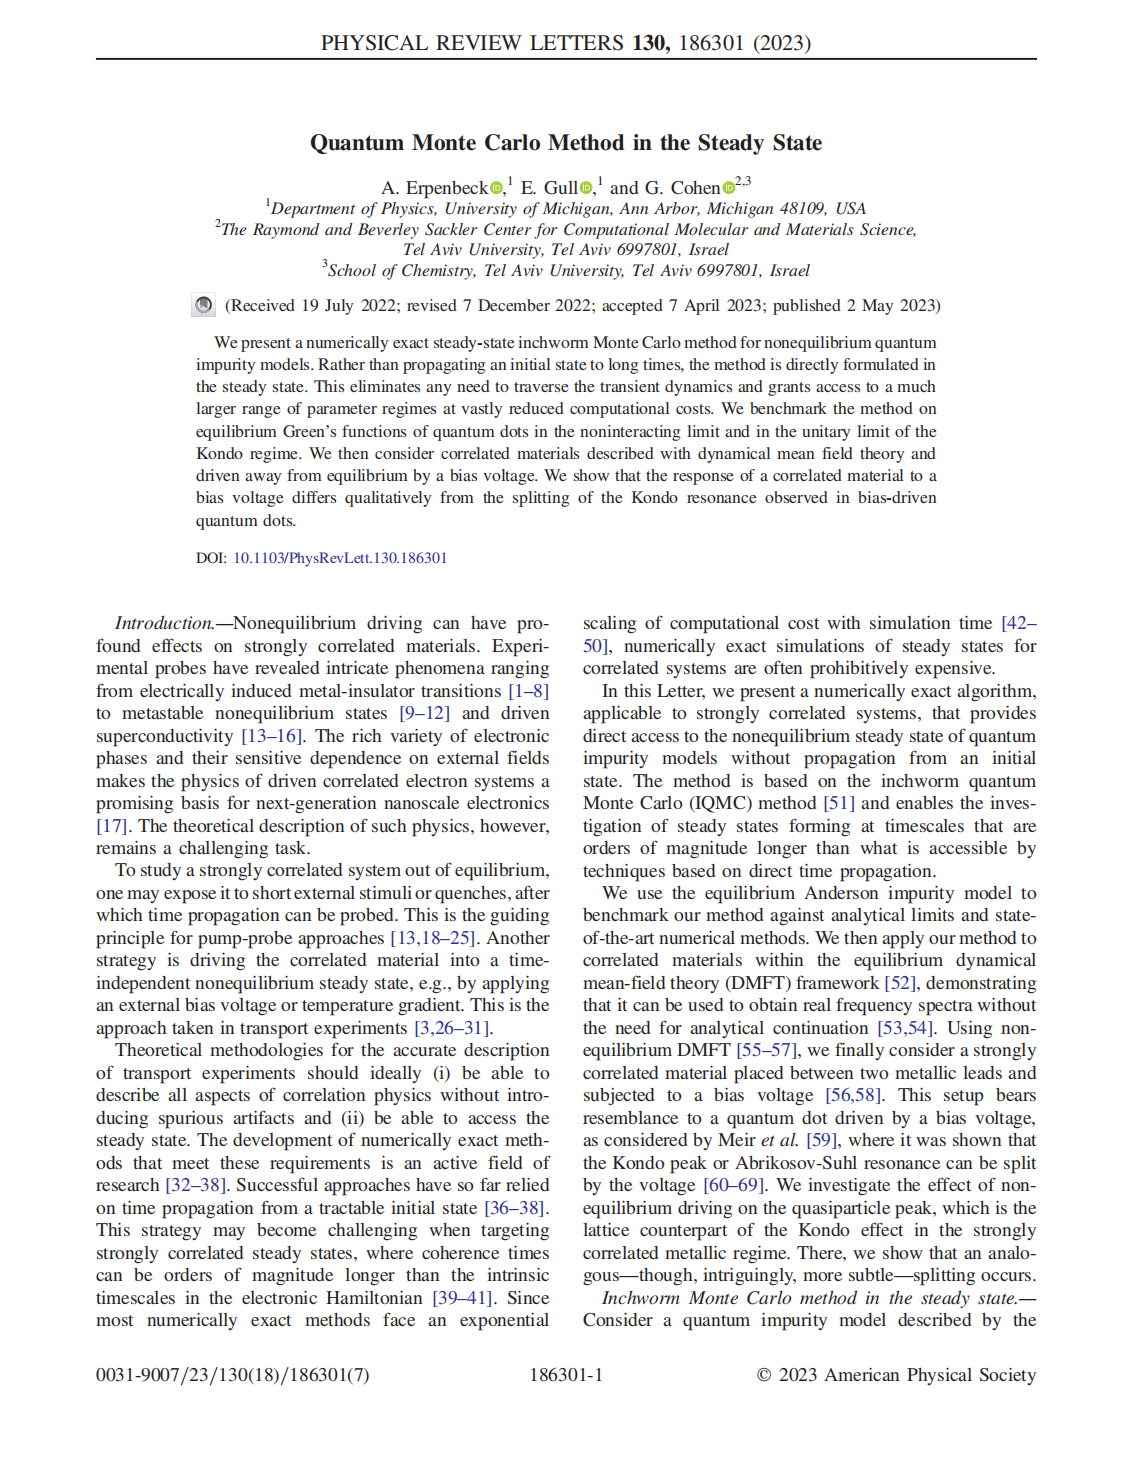 PHYSICAL REVIEW LETTERS 130, 186301 (2023)
Quantum Monte Carlo Method in the Steady State
A. Erpenbeck,1 E. Gull,1 and G. Cohen2,3
1Department of Physics, University of Michigan, Ann Arbor, Michigan 48109, USA
2The Raymond and Beverley Sackler Center for Computational Molecular and Materials Science,
Tel Aviv University, Tel Aviv 6997801, Israel
3School of Chemistry, Tel Aviv University, Tel Aviv 6997801, Israel
(Received 19 July 2022; revised 7 December 2022; accepted 7 April 2023; published 2 May 2023)
We present a numerically exact steady-state inchworm Monte Carlo method for nonequilibrium quantum
impurity models. Rather than propagating an initial state to long times, the method is directly formulated in
the steady state. This eliminates any need to traverse the transient dynamics and grants access to a much
larger range of parameter regimes at vastly reduced computational costs. We benchmark the method on
equilibrium Green's functions of quantum dots in the noninteracting limit and in the unitary limit of the
Kondo regime. We then consider correlated materials described with dynamical mean field theory and
driven away from equilibrium by a bias voltage. We show that the response of a correlated material to a
bias voltage differs qualitatively from the splitting of the Kondo resonance observed in bias-driven
quantum dots.
DOI: 10.1103/PhysRevLett.130.186301
Introduction.—Nonequilibrium driving can have pro-
found effects on strongly correlated materials. Experi-
mental probes have revealed intricate phenomena ranging
from electrically induced metal-insulator transitions [1–8]
to metastable nonequilibrium states [9–12] and driven
superconductivity [13–16]. The rich variety of electronic
phases and their sensitive dependence on external fields
makes the physics of driven correlated electron systems a
promising basis for next-generation nanoscale electronics
[17]. The theoretical description of such physics, however,
remains a challenging task.
To study a strongly correlated system out of equilibrium,
one may expose it to short external stimuli or quenches, after
which time propagation can be probed. This is the guiding
principle for pump-probe approaches [13,18–25]. Another
strategy is driving the correlated material into a time-
independent nonequilibrium steady state, e.g., by applying
an external bias voltage or temperature gradient. This is the
approach taken in transport experiments [3,26–31].
Theoretical methodologies for the accurate description
of transport experiments should ideally (i) be able to
describe all aspects of correlation physics without intro-
ducing spurious artifacts and (ii) be able to access the
steady state. The development of numerically exact meth-
ods that meet these requirements is an active field of
research [32–38]. Successful approaches have so far relied
on time propagation from a tractable initial state [36–38].
This strategy may become challenging when targeting
strongly correlated steady states, where coherence times
can be orders of magnitude longer than the intrinsic
timescales in the electronic Hamiltonian [39–41]. Since
most numerically exact methods face an exponential
scaling of computational cost with simulation time [42–
50], numerically exact simulations of steady states for
correlated systems are often prohibitively expensive.
In this Letter, we present a numerically exact algorithm,
applicable to strongly correlated systems, that provides
direct access to the nonequilibrium steady state of quantum
impurity models without propagation from an initial
state. The method is based on the inchworm quantum
Monte Carlo (IQMC) method [51] and enables the inves-
tigation of steady states forming at timescales that are
orders of magnitude longer than what is accessible by
techniques based on direct time propagation.
We use the equilibrium Anderson impurity model to
benchmark our method against analytical limits and state-
of-the-art numerical methods. We then apply our method to
correlated materials within the equilibrium dynamical
mean-field theory (DMFT) framework [52], demonstrating
that it can be used to obtain real frequency spectra without
the need for analytical continuation [53,54]. Using non-
equilibrium DMFT [55–57], we finally consider a strongly
correlated material placed between two metallic leads and
subjected to a bias voltage [56,58]. This setup bears
resemblance to a quantum dot driven by a bias voltage,
as considered by Meir et al. [59], where it was shown that
the Kondo peak or Abrikosov-Suhl resonance can be split
by the voltage [60–69]. We investigate the effect of non-
equilibrium driving on the quasiparticle peak, which is the
lattice counterpart of the Kondo effect in the strongly
correlated metallic regime. There, we show that an analo-
gous—though, intriguingly, more subtle—splitting occurs.
Inchworm Monte Carlo method in the steady state.—
Consider a quantum impurity model described by the
0031-9007/23/130(18)/186301(7)
186301-1
© 2023 American Physical Society